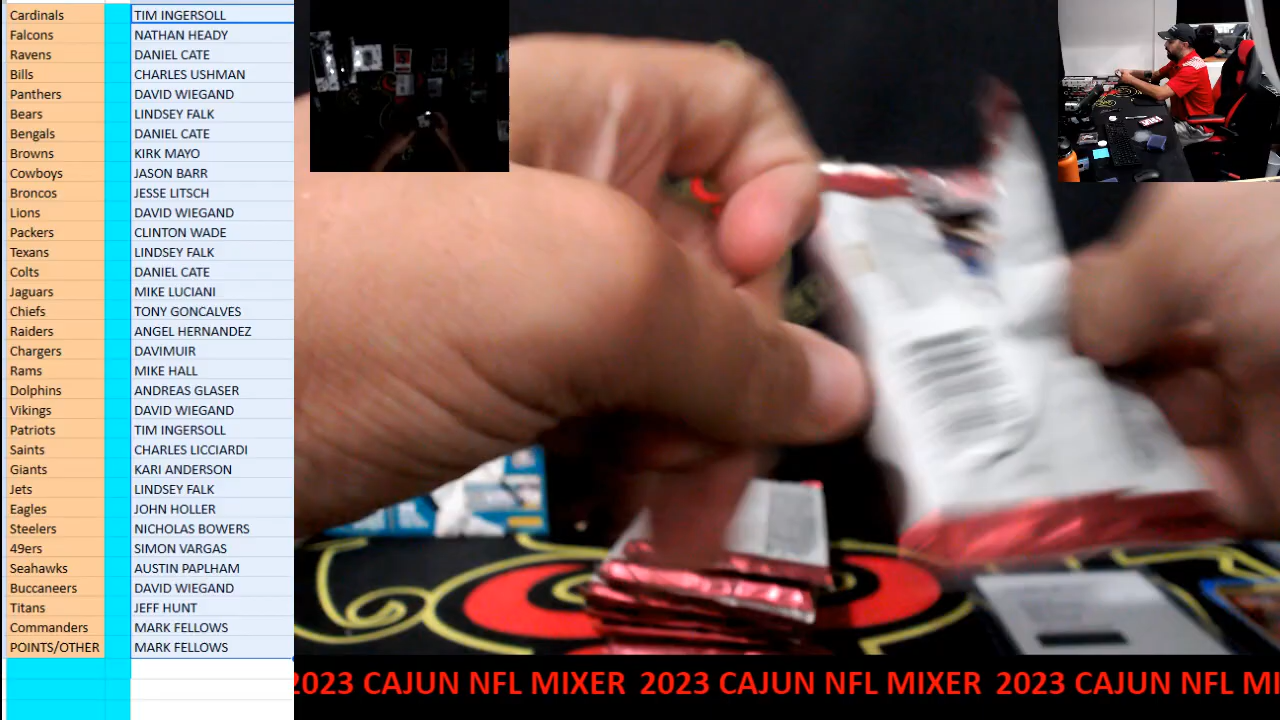 Cardinals TIM INGERSOLL
Falcons NATHAN HEADY
Ravens DANIEL CATE
Bills CHARLES USHMAN
Panthers DAVID WIEGAND
Bears LINDSEY FALK
Bengals DANIEL CATE
Browns KIRK MAYO
Cowboys JASON BARR
Broncos JESSE LITSCH
Lions DAVID WIEGAND
Packers CLINTON WADE
Texans LINDSEY FALK
Colts DANIEL CATE
Jaguars MIKE LUCIANI
Chiefs TONY GONCALVES
Raiders ANGEL HERNANDEZ
Chargers DAVIMUIR
Rams MIKE HALL
Dolphins ANDREAS GLASER
Vikings DAVID WIEGAND
Patriots TIM INGERSOLL
Saints CHARLES LICCIARDI
Giants KARI ANDERSON
Jets LINDSEY FALK
Eagles JOHN HOLLER
Steelers NICHOLAS BOWERS
49ers SIMON VARGAS
Seahawks AUSTIN PAPLHAM
Buccaneers DAVID WIEGAND
Titans JEFF HUNT
Commanders MARK FELLOWS
POINTS/OTHER MARK FELLOWS
2023 CAJUN NFL MIXER 2023 CAJUN NFL MIXER 2023 CAJUN NFL MI